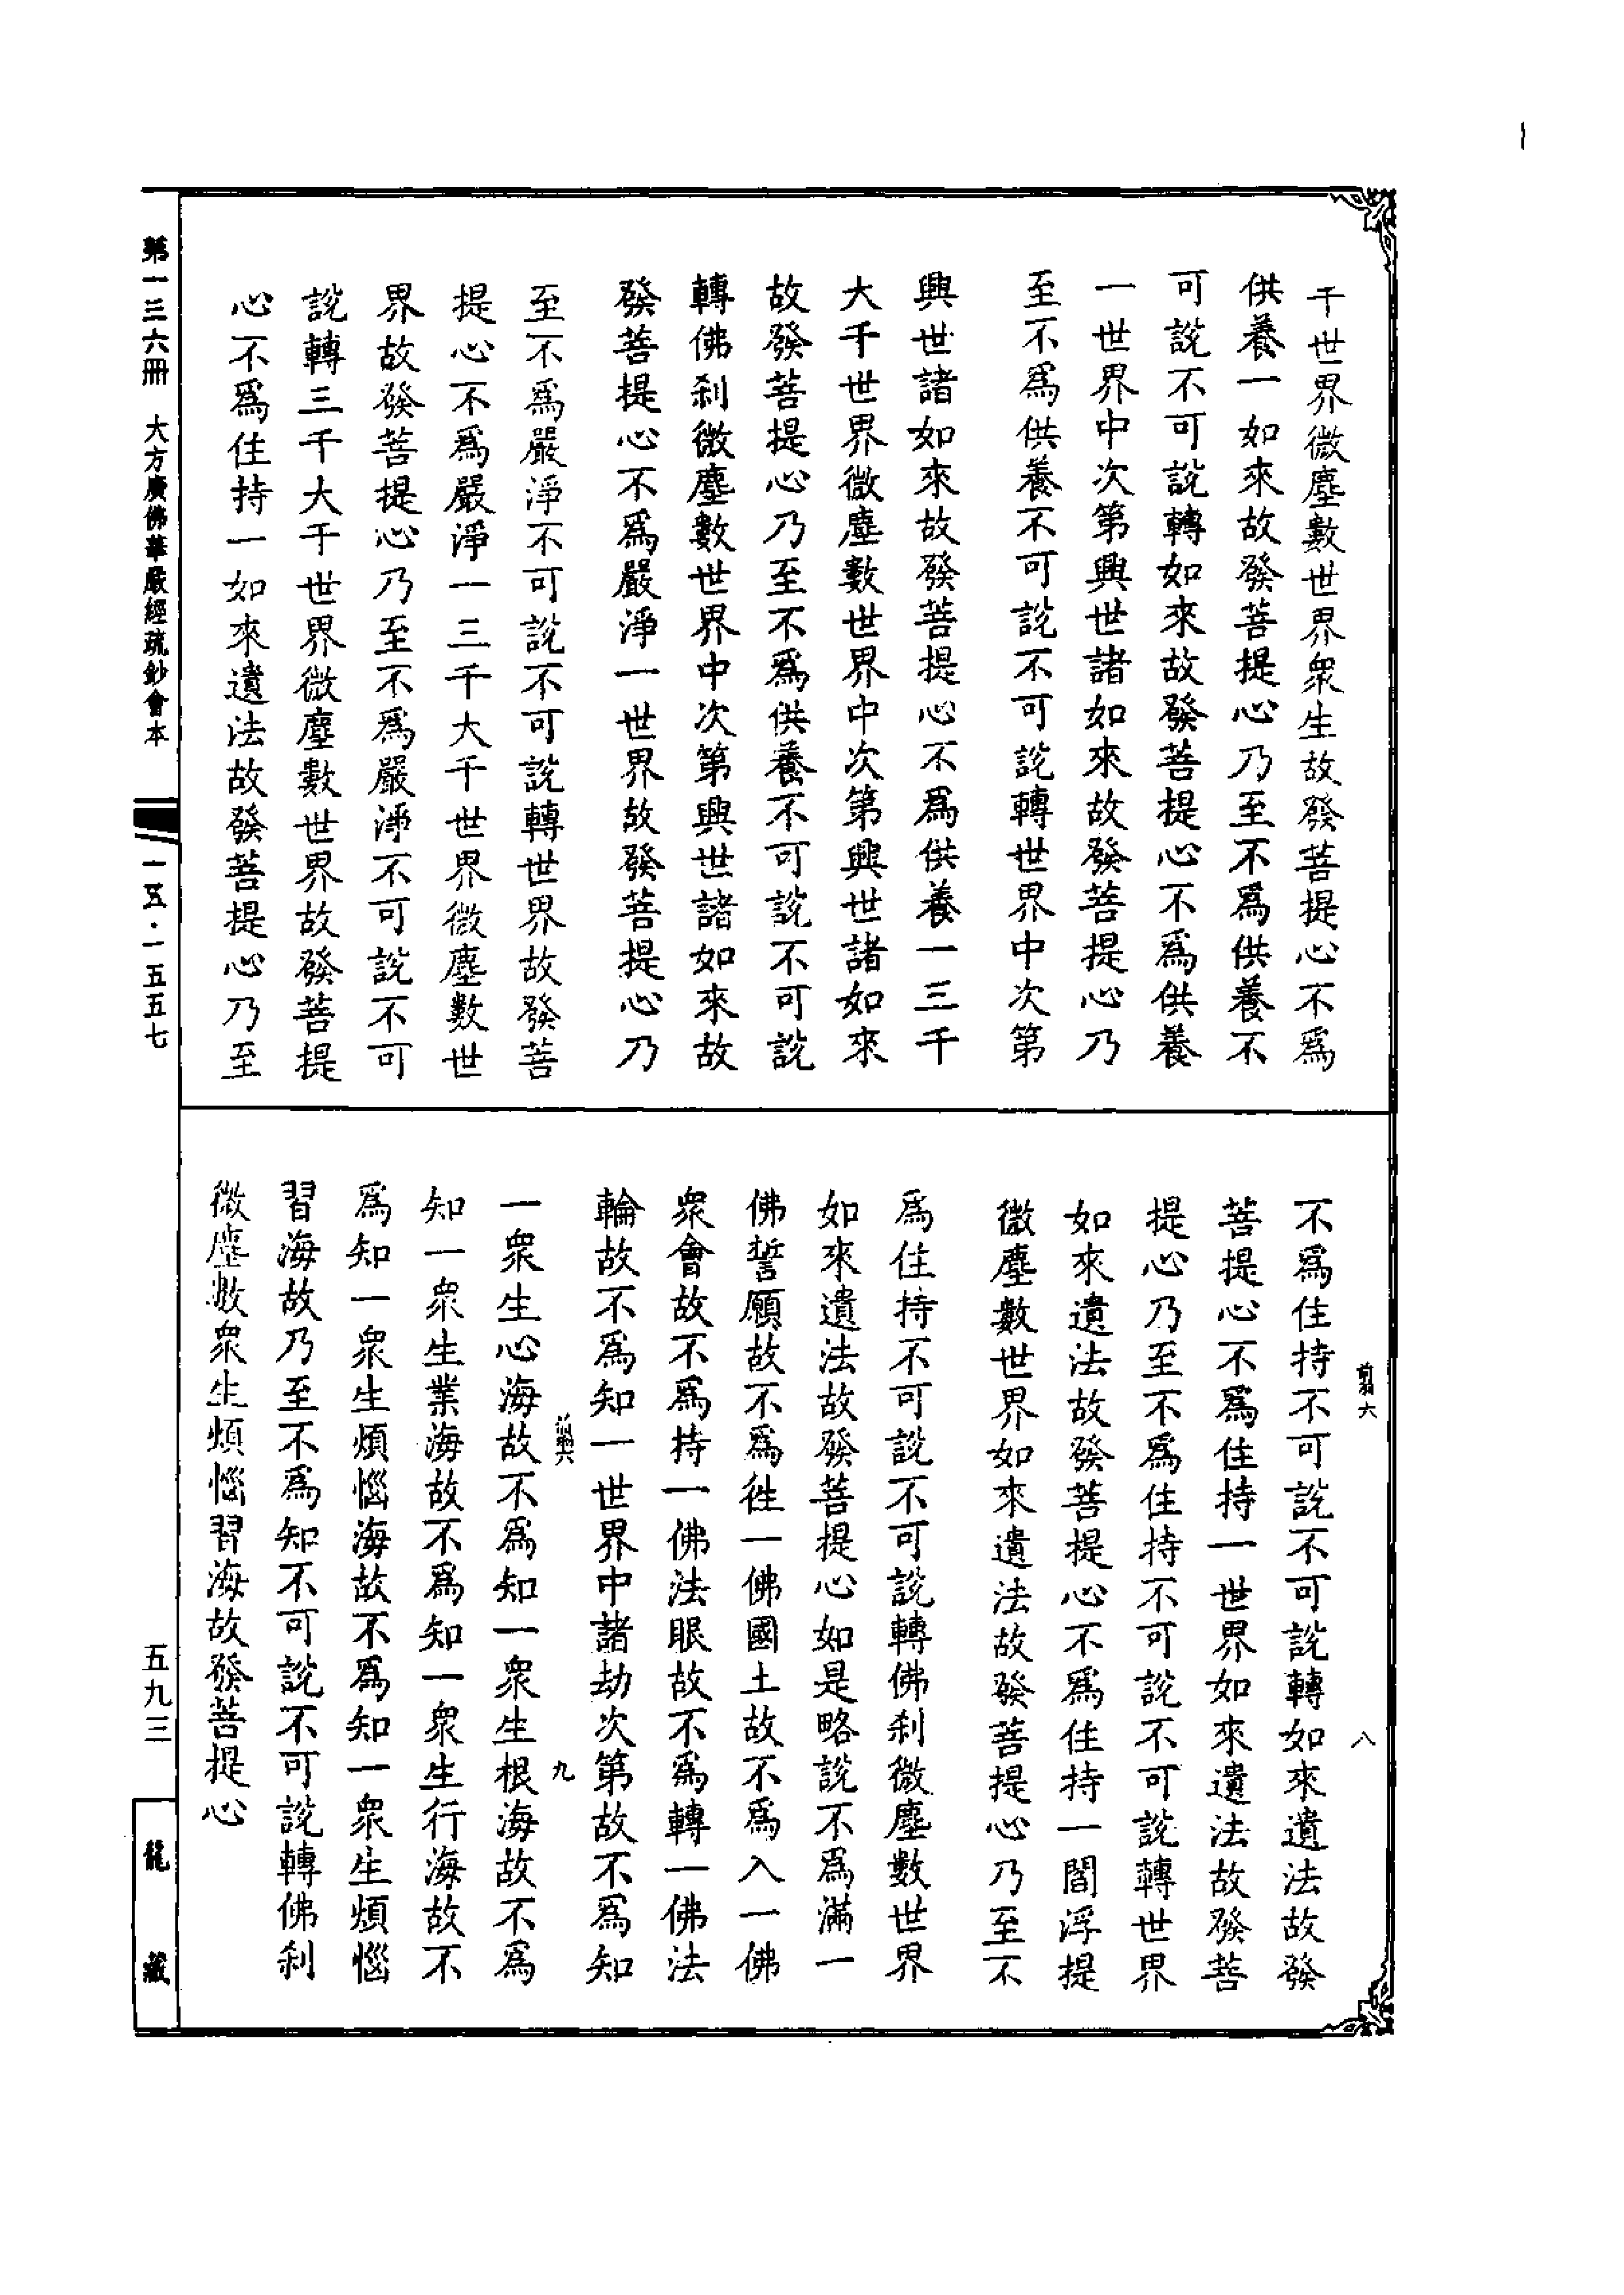 千世界微塵數世界衆生故發菩提心不爲
供養一如來故發菩提心乃至不爲供養不
可說不可說轉如來故發菩提心不爲供養
一世界中次第興世諸如來故發菩提心乃
至不爲供養不可說不可說轉世界中次第
興世諸如來故發菩提心不爲供養一三千
大千世界微塵數世界中次第興世諸如來
故發菩提心乃至不爲供養不可說不可說
轉佛刹微塵數世界中次第興世諸如來故
發菩提心不爲嚴淨一世界故發菩提心乃
至不爲嚴淨不可說不可說轉世界故發菩
提心不爲嚴淨一三千大千世界微塵數世
界故發菩提心乃至不爲嚴淨不可說不可
說轉三千大千世界微塵數世界故發菩提
心不爲住持一如來遺法故發菩提心乃至
不爲住持不可說不可說轉如來遺法故發
菩提心不爲住持一世界如來遺法故發菩
提心乃至不爲住持不可說不可說轉世界
如來遺法故發菩提心不爲住持一閻浮提
微塵數世界如來遺法故發菩提心乃至不
爲住持不可說不可說轉佛刹微塵數世界
如來遺法故發菩提心如是略說不爲滿一
佛誓願故不爲往一佛國土故不爲入一佛
衆會故不爲持一佛法眼故不爲轉一佛法
輪故不爲知一世界中諸劫次第故不爲知
一衆生心海故不爲知一衆生根海故不爲
知一衆生業海故不爲知一衆生行海故不
爲知一衆生煩惱海故不爲知一衆生煩惱
習海故乃至不爲知不可說不可說轉佛刹
微塵數衆生煩惱習海故發菩提心
八
九
第一三六冊 大方廣佛華嚴經疏鈔會本
一五·一五五七
五九三
龍藏